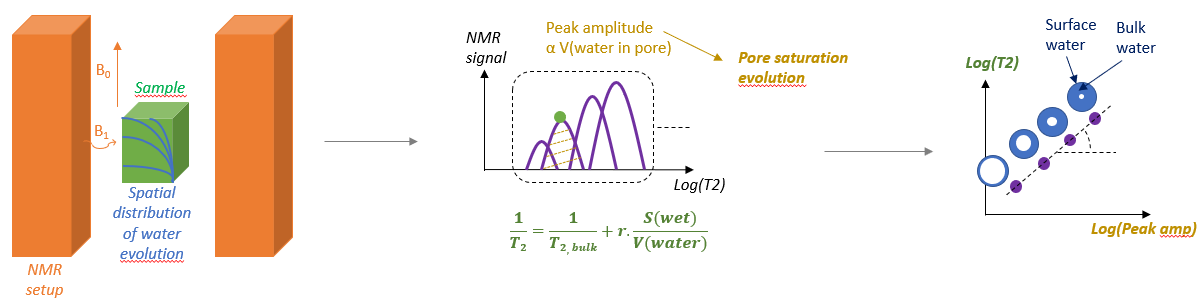 B0
Sample
B1
Spatial
distribution
of water
evolution
NMR
setup
NMR
signal
Peak amplitude
α V(water in pore)
Pore saturation
evolution
Log(T2)
1/T2 = 1/T2, bulk + r. S(wet)/V(water)
Surface
water
Bulk
water
Log(T2)
Log(Peak amp)